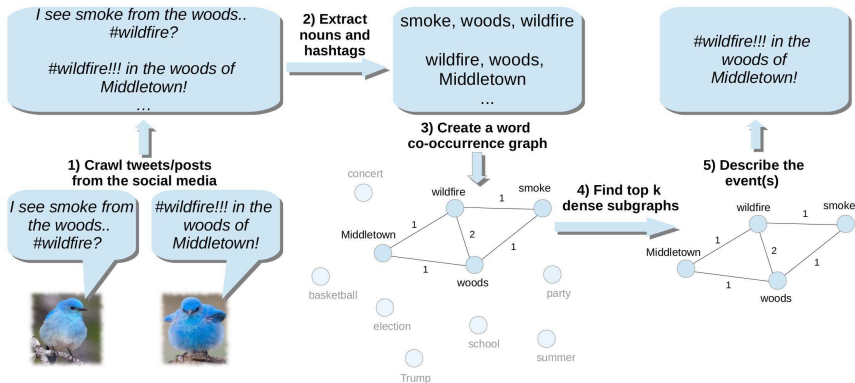 I see smoke from the woods..
#wildfire?
#wildfire!!! in the woods of
Middletown!
...
2) Extract
nouns and
hashtags
smoke, woods, wildfire
wildfire, woods,
Middletown
...
#wildfire!!! in the
woods of
Middletown!
1) Crawl tweets/posts
from the social media
I see smoke from
the woods..
#wildfire?
#wildfire!!! in the
woods of
Middletown!
3) Create a word
co-occurrence graph
concert
wildfire
smoke
1
1
2
1
Middletown
1
woods
basketball
party
election
school
summer
Trump
4) Find top k
dense subgraphs
5) Describe the
event(s)
wildfire
smoke
1
1
2
1
Middletown
1
woods